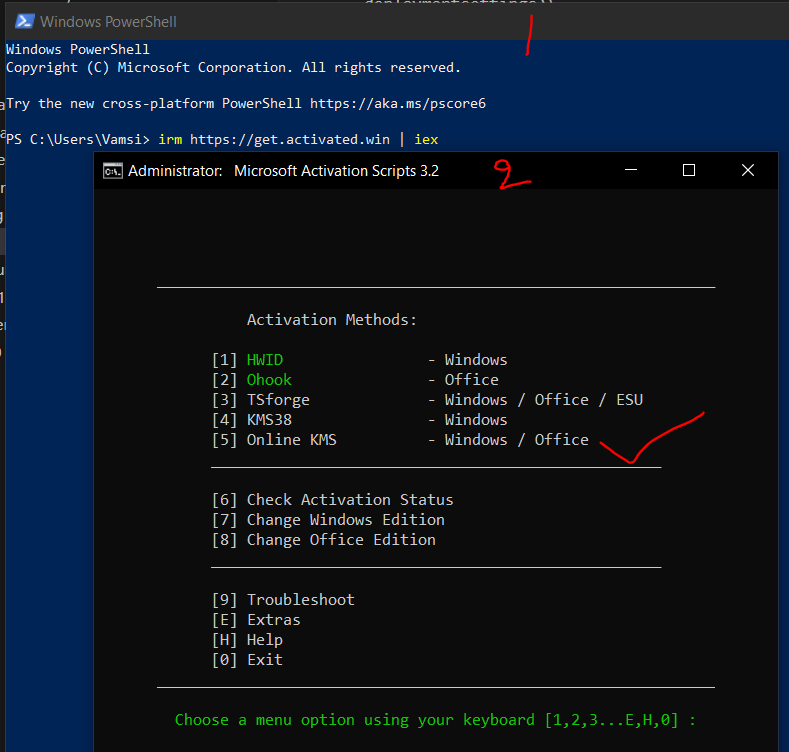 Windows PowerShell
1
Windows PowerShell
Copyright (C) Microsoft Corporation. All rights reserved.
Try the new cross-platform PowerShell https://aka.ms/pscore6
PS C:\Users\Vamsi> irm https://get.activated.win | iex
Administrator: Microsoft Activation Scripts 3.2
2
Activation Methods:
[1] HWID - Windows
[2] Ohook - Office
[3] TSforge - Windows / Office / ESU
[4] KMS38 - Windows
[5] Online KMS - Windows / Office
[6] Check Activation Status
[7] Change Windows Edition
[8] Change Office Edition
[9] Troubleshoot
[E] Extras
[H] Help
[0] Exit
Choose a menu option using your keyboard [1,2,3...E,H,0] :